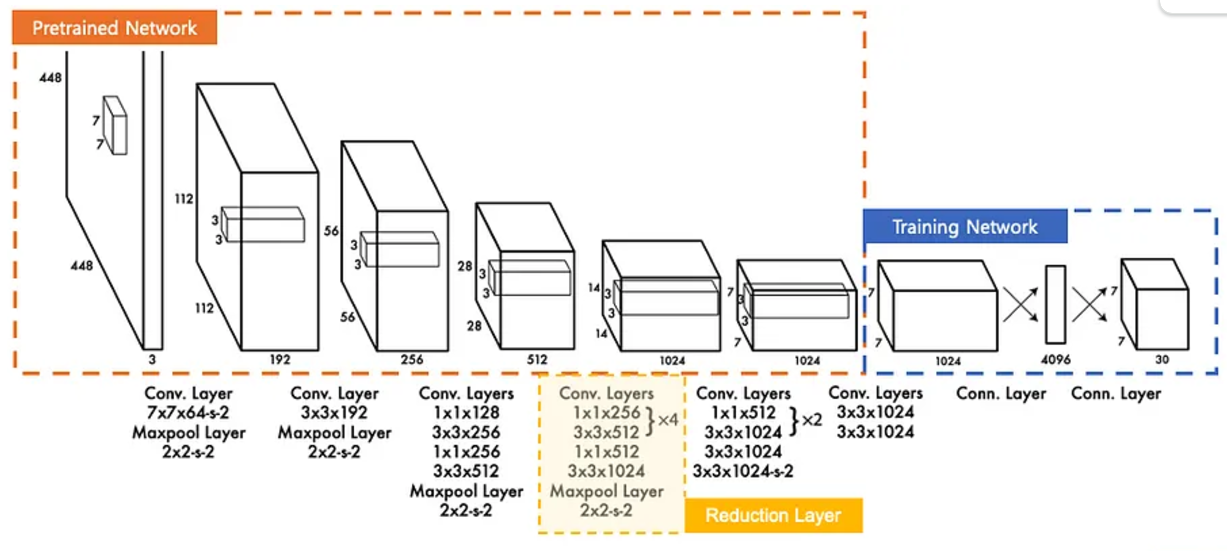 Pretrained Network
448
7
7
448
3
112
3
3
112
192
56
3
3
56
256
28
3
3
28
512
14
3
3
14
1024
7
3
3
7
1024
Training Network
7
7
1024
4096
7
7
30
Conv. Layer
7x7x64-s-2
Maxpool Layer
2x2-s-2
Conv. Layer
3x3x192
Maxpool Layer
2x2-s-2
Conv. Layers
1x1x128
3x3x256
1x1x256
3x3x512
Maxpool Layer
2x2-s-2
Conv. Layers
1x1x256
3x3x512
}×4
1x1x512
3x3x1024
Maxpool Layer
2x2-s-2
Conv. Layers
1x1x512
3x3x1024
}×2
3x3x1024
3x3x1024-s-2
Conv. Layers
3x3x1024
3x3x1024
Conn. Layer
Conn. Layer
Reduction Layer